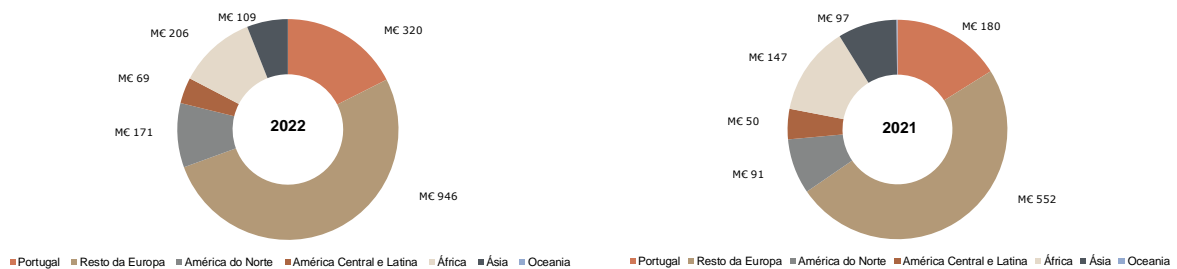 M€ 109
M€ 320
M€ 206
M€ 69
2022
M€ 171
M€ 946
Portugal Resto da Europa América do Norte América Central e Latina África Ásia Oceania
M€ 97
M€ 180
M€ 147
M€ 50
2021
M€ 91
M€ 552
Portugal Resto da Europa América do Norte América Central e Latina África Ásia Oceania